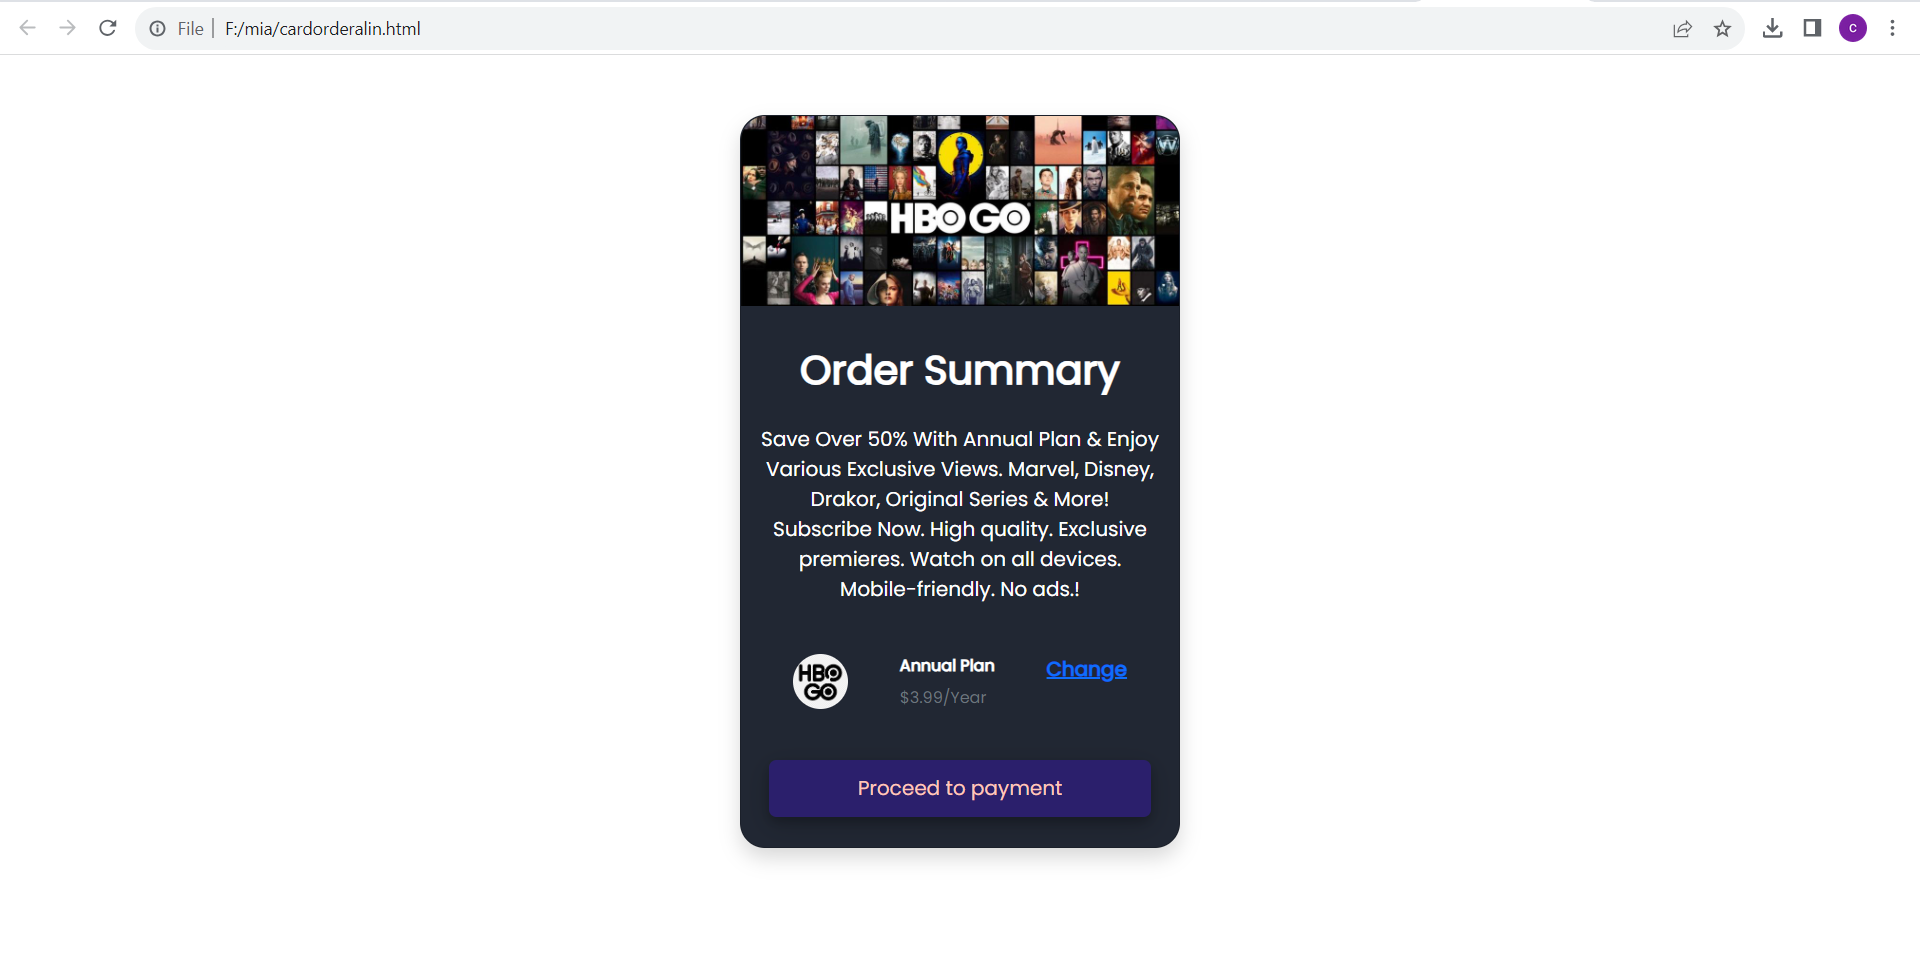 File
F:/mia/cardorderalin.html
c
HBO GO
Order Summary
Save Over 50% With Annual Plan & Enjoy
Various Exclusive Views. Marvel, Disney,
Drakor, Original Series & More!
Subscribe Now. High quality. Exclusive
premieres. Watch on all devices.
Mobile-friendly. No ads.!
HBO
GO
Annual Plan
$3.99/Year
Change
Proceed to payment